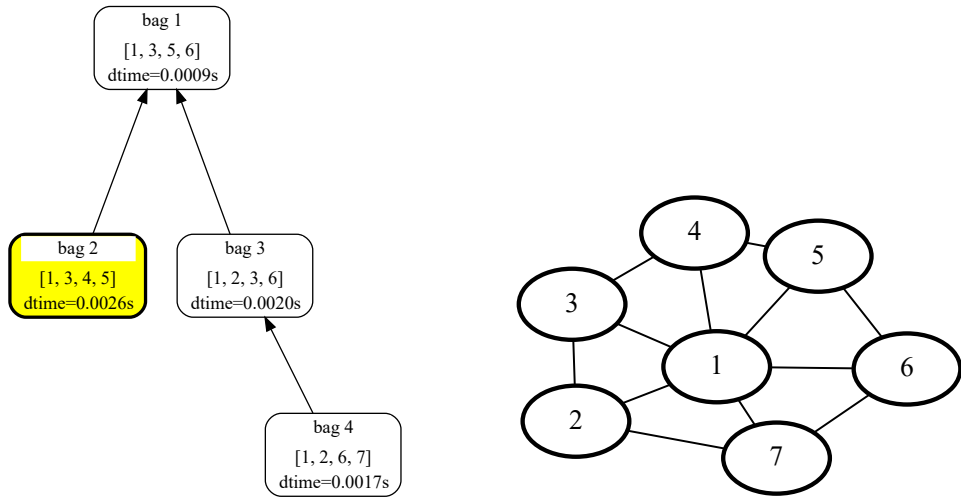 bag 1
[1, 3, 5, 6]
dtime=0.0009s
bag 2
[1, 3, 4, 5]
dtime=0.0026s
bag 3
[1, 2, 3, 6]
dtime=0.0020s
bag 4
[1, 2, 6, 7]
dtime=0.0017s
4
5
3
1
6
2
7